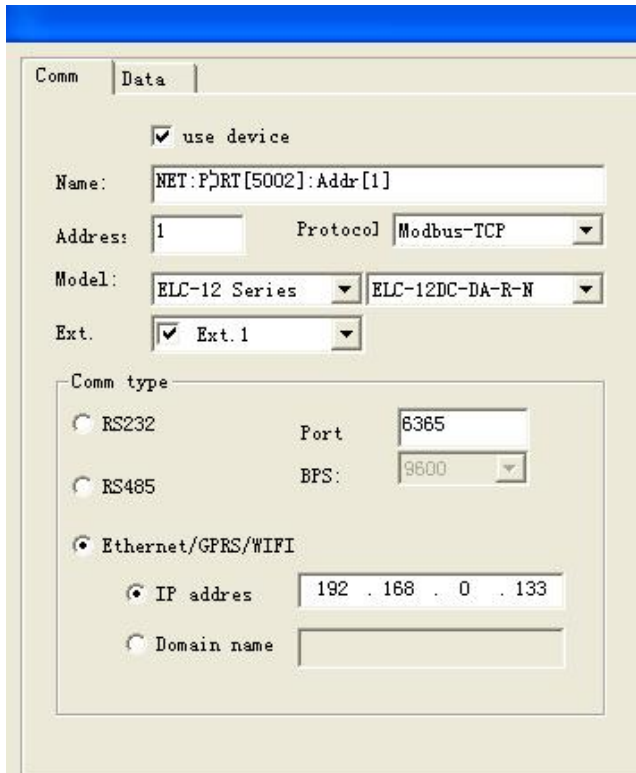 Comm Data
use device
Name: NET:PORT[5002]:Addr[1]
Address 1 Protocol Modbus-TCP
Model: ELC-12 Series ELC-12DC-DA-R-N
Ext. Ext.1
Comm type
RS232 Port 6365
RS485 BPS: 9600
Ethernet/GPRS/WIFI
IP addres 192 . 168 . 0 . 133
Domain name